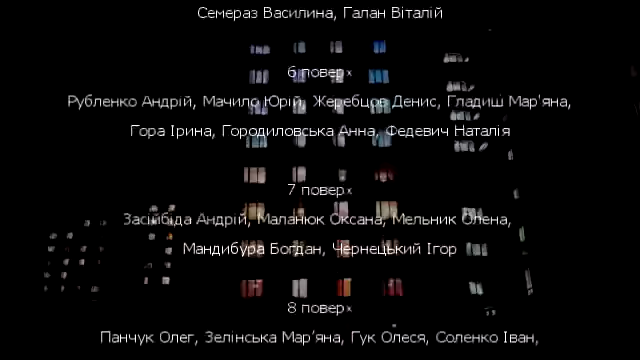 Семераз Василина, Галан Віталій
6 поверх
Рубленко Андрій, Мачило Юрій, Жеребцов Денис, Гладиш Мар'яна,
Гора Ірина, Городиловська Анна, Федевич Наталія
7 поверх
Засійбіда Андрій, Маланюк Оксана, Мельник Олена,
Мандибура Богдан, Чернецький Ігор
8 поверх
Панчук Олег, Зелінська Мар’яна, Гук Олеся, Соленко Іван,